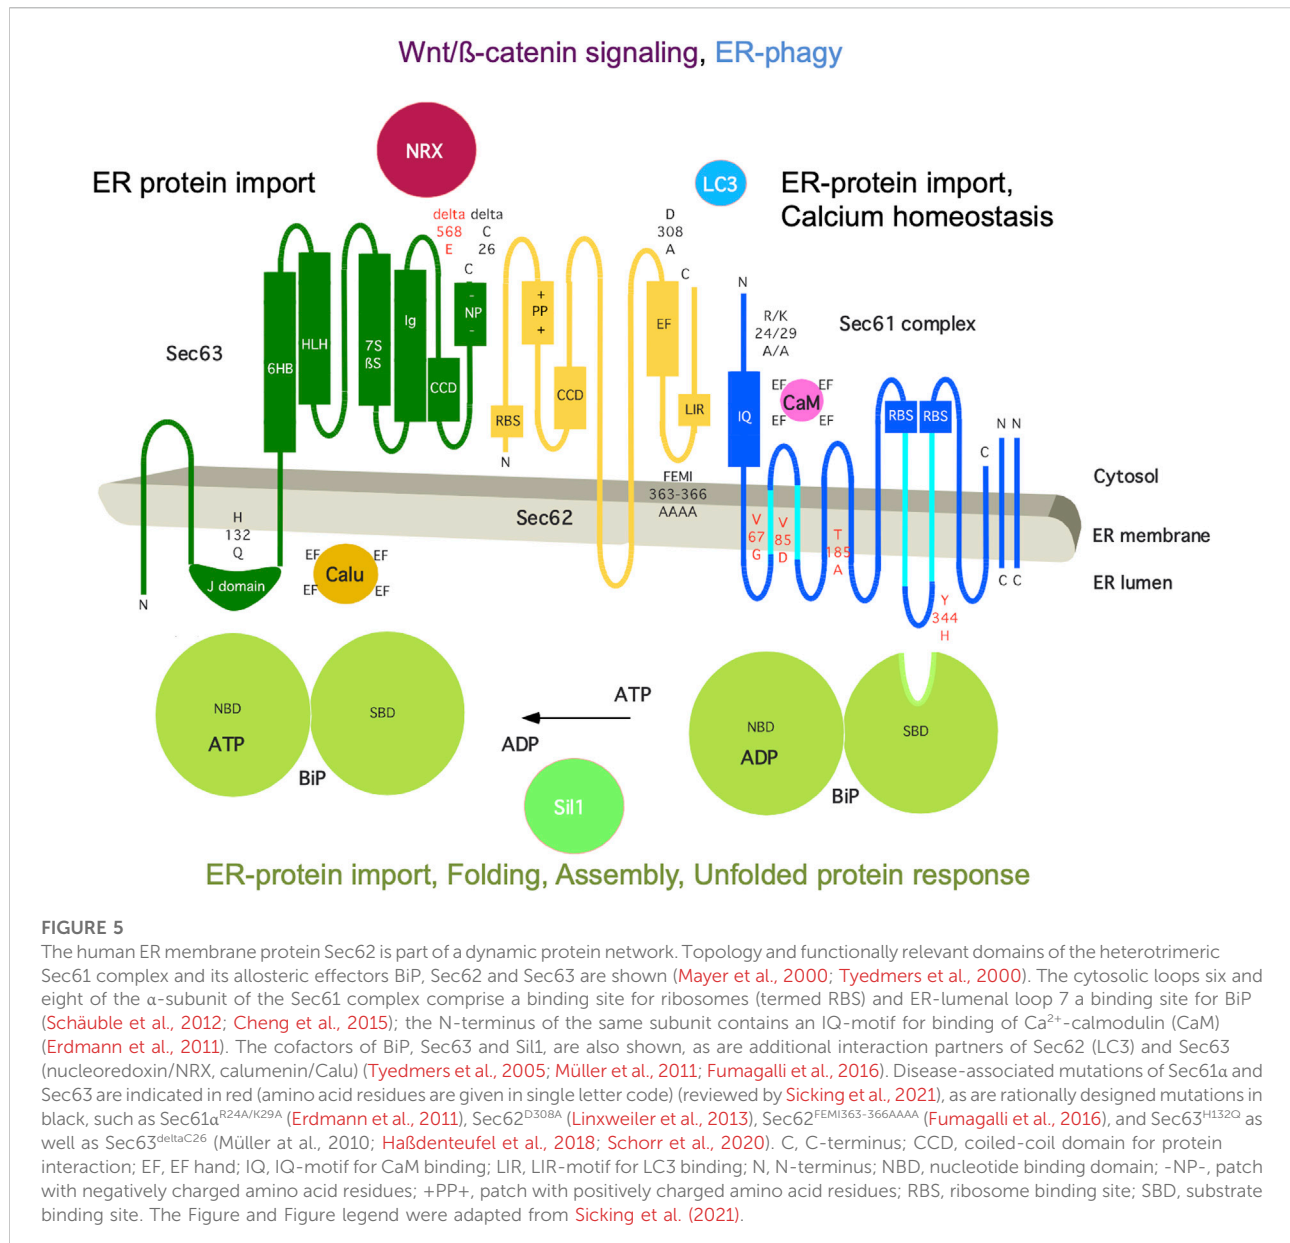 Wnt/ß-catenin signaling, ER-phagy
NRX
ER protein import
LC3
ER-protein import,
Calcium homeostasis
delta
568
E
delta
C
26
C
D
308
A
C
N
R/K
24/29
A/A
Sec61 complex
Sec63
6HB
HLH
7S
ßS
Ig
CCD
-
NP
-
RBS
N
+
PP
+
CCD
EF
LIR
IQ
EF
EF
CaM
EF
EF
RBS
RBS
C
N
N
Cytosol
FEMI
363-366
AAAA
Sec62
V
67
G
V
85
D
T
185
A
ER membrane
H
132
Q
J domain
N
EF
EF
Calu
EF
EF
C
C
ER lumen
Y
344
H
NBD
ATP
SBD
BiP
ATP
ADP
Sil1
NBD
ADP
SBD
BiP
ER-protein import, Folding, Assembly, Unfolded protein response
FIGURE 5
The human ER membrane protein Sec62 is part of a dynamic protein network. Topology and functionally relevant domains of the heterotrimeric
Sec61 complex and its allosteric effectors BiP, Sec62 and Sec63 are shown (Mayer et al., 2000; Tyedmers et al., 2000). The cytosolic loops six and
eight of the α-subunit of the Sec61 complex comprise a binding site for ribosomes (termed RBS) and ER-lumenal loop 7 a binding site for BiP
(Schäuble et al., 2012; Cheng et al., 2015); the N-terminus of the same subunit contains an IQ-motif for binding of Ca²⁺-calmodulin (CaM)
(Erdmann et al., 2011). The cofactors of BiP, Sec63 and Sil1, are also shown, as are additional interaction partners of Sec62 (LC3) and Sec63
(nucleoredoxin/NRX, calumenin/Calu) (Tyedmers et al., 2005; Müller et al., 2011; Fumagalli et al., 2016). Disease-associated mutations of Sec61α and
Sec63 are indicated in red (amino acid residues are given in single letter code) (reviewed by Sicking et al., 2021), as are rationally designed mutations in
black, such as Sec61α^R24A/K29A (Erdmann et al., 2011), Sec62^D308A (Linxweiler et al., 2013), Sec62^FEMI363-366AAAA (Fumagalli et al., 2016), and Sec63^H132Q as
well as Sec63^deltaC26 (Müller at al., 2010; Haßdenteufel et al., 2018; Schorr et al., 2020). C, C-terminus; CCD, coiled-coil domain for protein
interaction; EF, EF hand; IQ, IQ-motif for CaM binding; LIR, LIR-motif for LC3 binding; N, N-terminus; NBD, nucleotide binding domain; -NP-, patch
with negatively charged amino acid residues; +PP+, patch with positively charged amino acid residues; RBS, ribosome binding site; SBD, substrate
binding site. The Figure and Figure legend were adapted from Sicking et al. (2021).